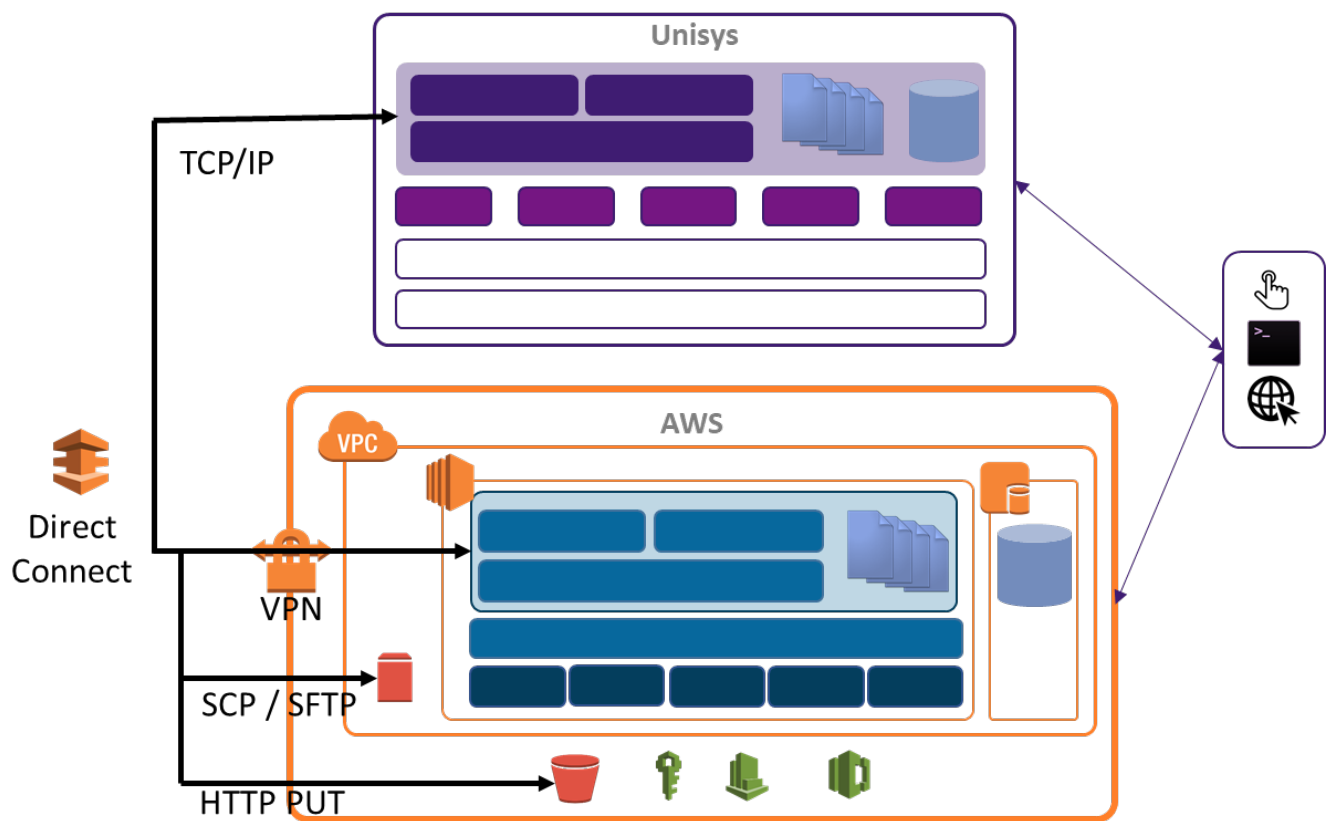 Unisys
TCP/IP
>_
AWS
VPC
Direct
Connect
VPN
SCP / SFTP
HTTP PUT